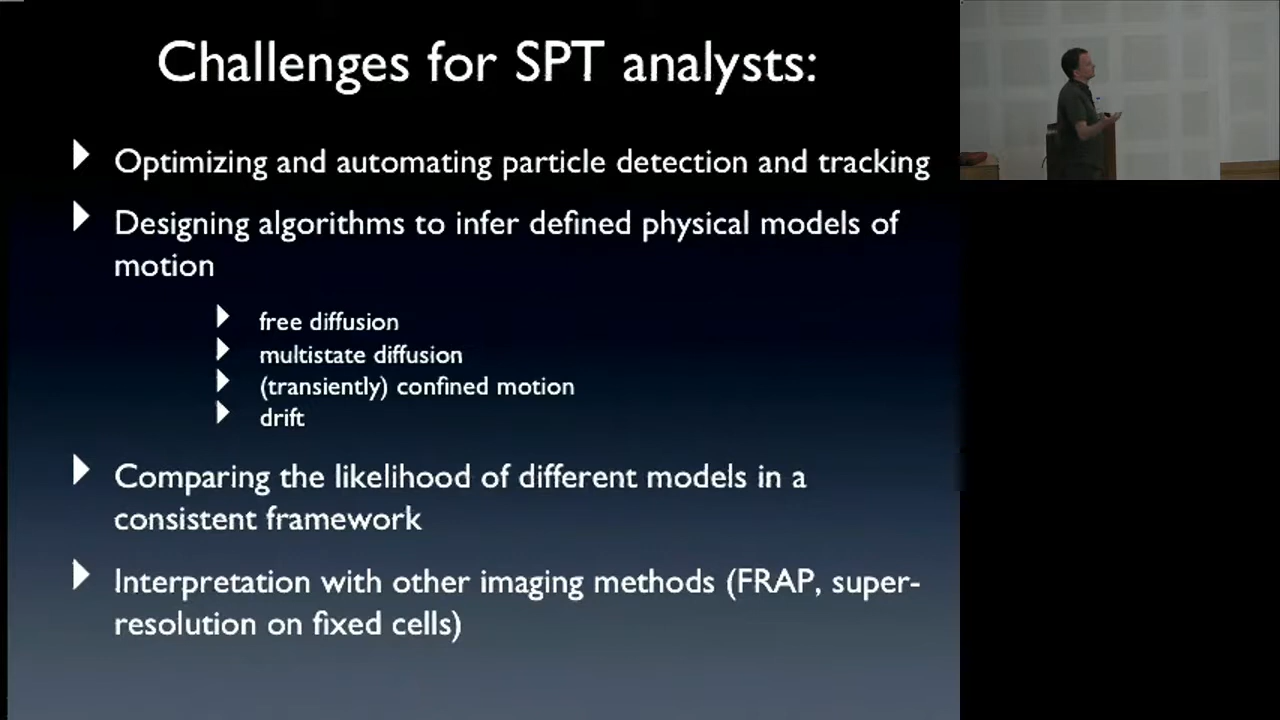 Challenges for SPT analysts:
Optimizing and automating particle detection and tracking
Designing algorithms to infer defined physical models of
motion
free diffusion
multistate diffusion
(transiently) confined motion
drift
Comparing the likelihood of different models in a
consistent framework
Interpretation with other imaging methods (FRAP, super-
resolution on fixed cells)